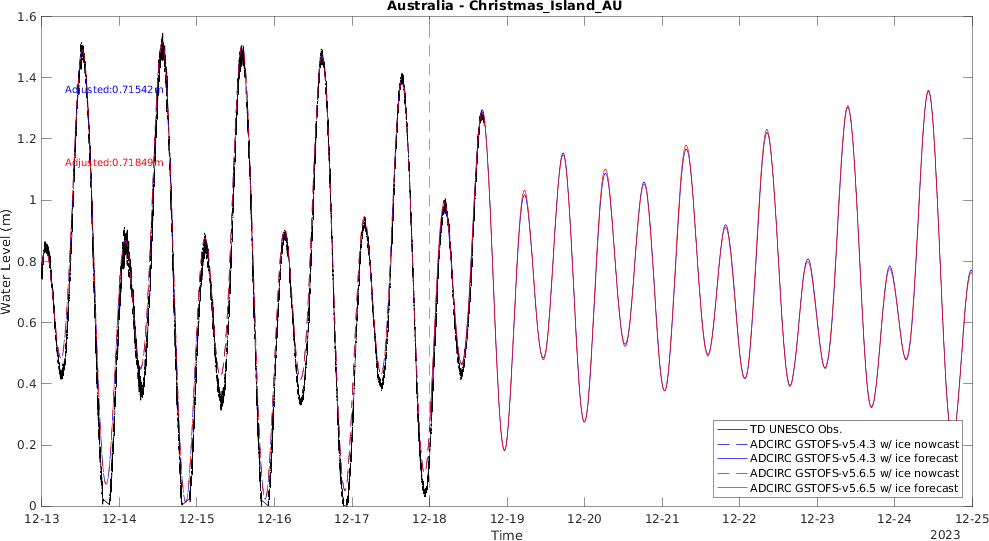 Australia - Christmas_Island_AU
1.6
1.4
1.2
1
0.8
0.6
0.4
0.2
0
Water Level (m)
Adjusted:0.71542m
Adjusted:0.71849m
TD UNESCO Obs.
ADCIRC GSTOFS-v5.4.3 w/ ice nowcast
ADCIRC GSTOFS-v5.4.3 w/ ice forecast
ADCIRC GSTOFS-v5.6.5 w/ ice nowcast
ADCIRC GSTOFS-v5.6.5 w/ ice forecast
12-13 12-14 12-15 12-16 12-17 12-18 12-19 12-20 12-21 12-22 12-23 12-24 12-25
Time
2023